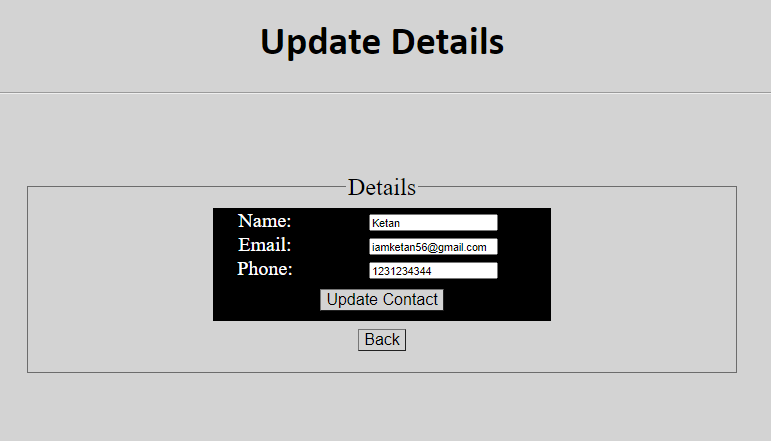 Update Details
Details
Name: Ketan
Email: iamketan56@gmail.com
Phone: 1231234344
Update Contact
Back